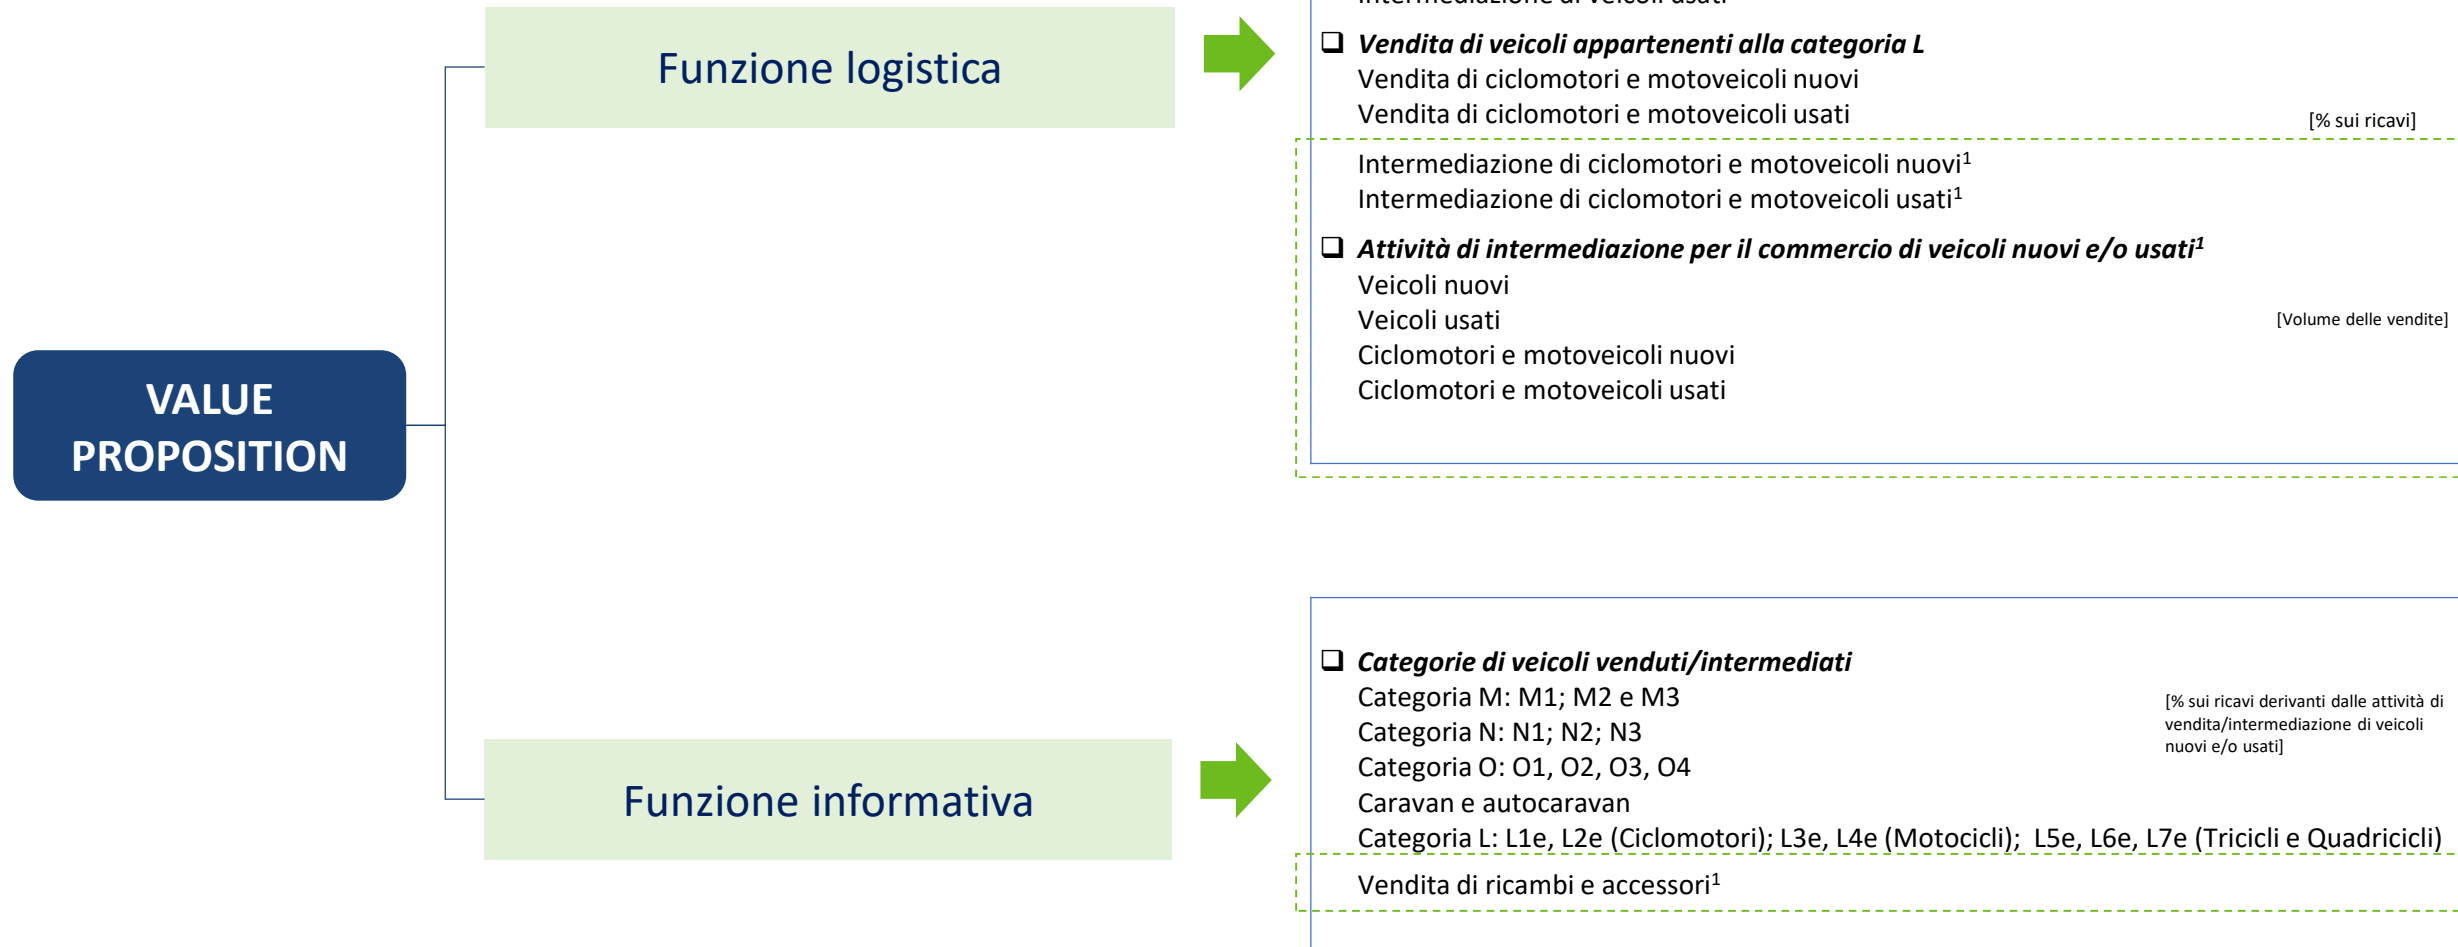 Intermediazione di veicoli usati
Funzione logistica
❑ Vendita di veicoli appartenenti alla categoria L
Vendita di ciclomotori e motoveicoli nuovi
Vendita di ciclomotori e motoveicoli usati
[% sui ricavi]
Intermediazione di ciclomotori e motoveicoli nuovi¹
Intermediazione di ciclomotori e motoveicoli usati¹
❑ Attività di intermediazione per il commercio di veicoli nuovi e/o usati¹
Veicoli nuovi
Veicoli usati
[Volume delle vendite]
Ciclomotori e motoveicoli nuovi
Ciclomotori e motoveicoli usati
VALUE
PROPOSITION
Funzione informativa
❑ Categorie di veicoli venduti/intermediati
Categoria M: M1; M2 e M3
Categoria N: N1; N2; N3
Categoria O: O1, O2, O3, O4
Caravan e autocaravan
Categoria L: L1e, L2e (Ciclomotori); L3e, L4e (Motocicli); L5e, L6e, L7e (Tricicli e Quadricicli)
[% sui ricavi derivanti dalle attività di
vendita/intermediazione di veicoli
nuovi e/o usati]
Vendita di ricambi e accessori¹